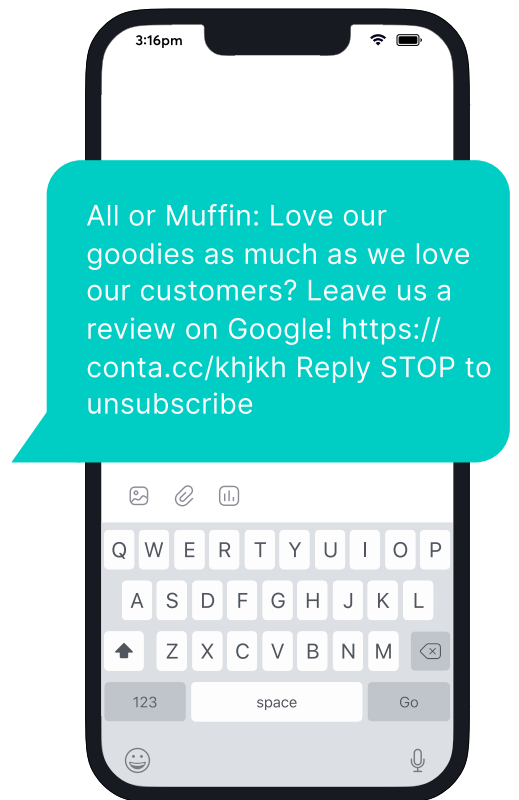 3:16pm
All or Muffin: Love our
goodies as much as we love
our customers? Leave us a
review on Google! https://
conta.cc/khjkh Reply STOP to
unsubscribe
Q W E R T Y U I O P
A S D F G H J K L
Z X C V B N M
123 space Go